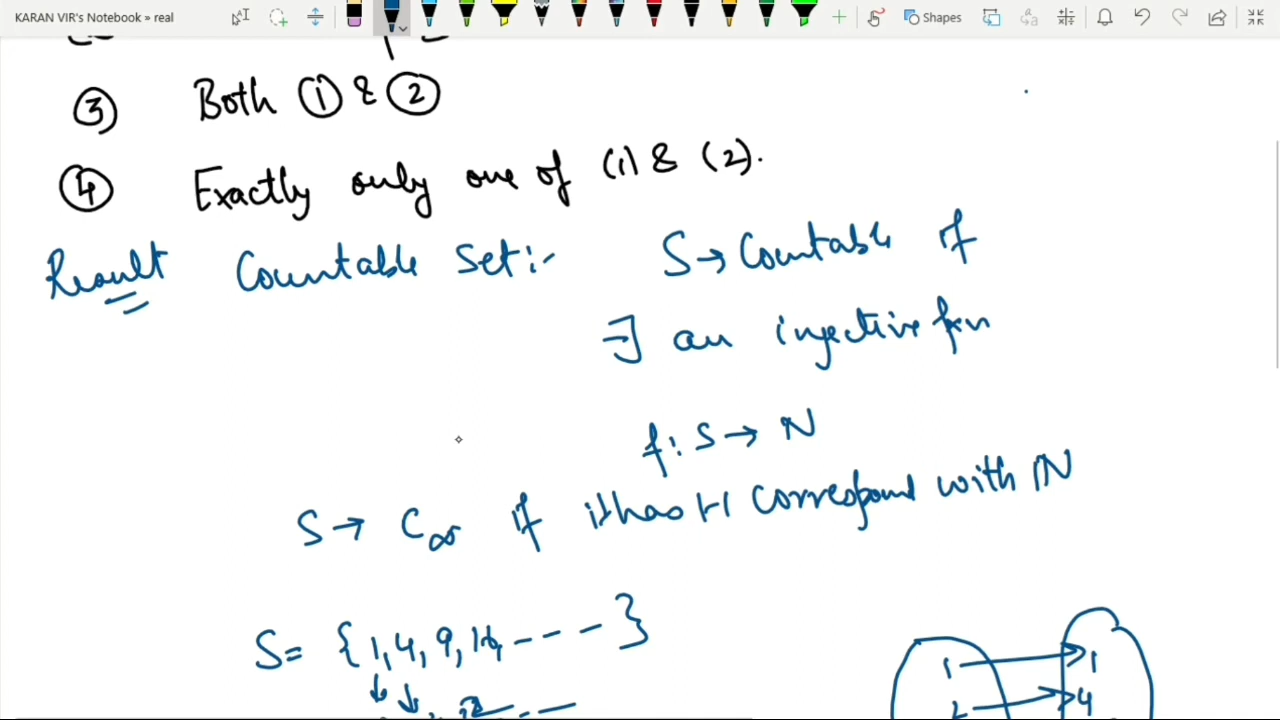 KARAN VIR's Notebook » real
Shapes
③ Both ① & ②
④ Exactly only one of (1) & (2).
Result Countable Set:- S → Countable if
∃ an injective fxn
f: S → N
S → C∞ if it has 1-1 correspond with IN
S = {1, 4, 9, 16, - - - - }
1 → 1
2 → 4